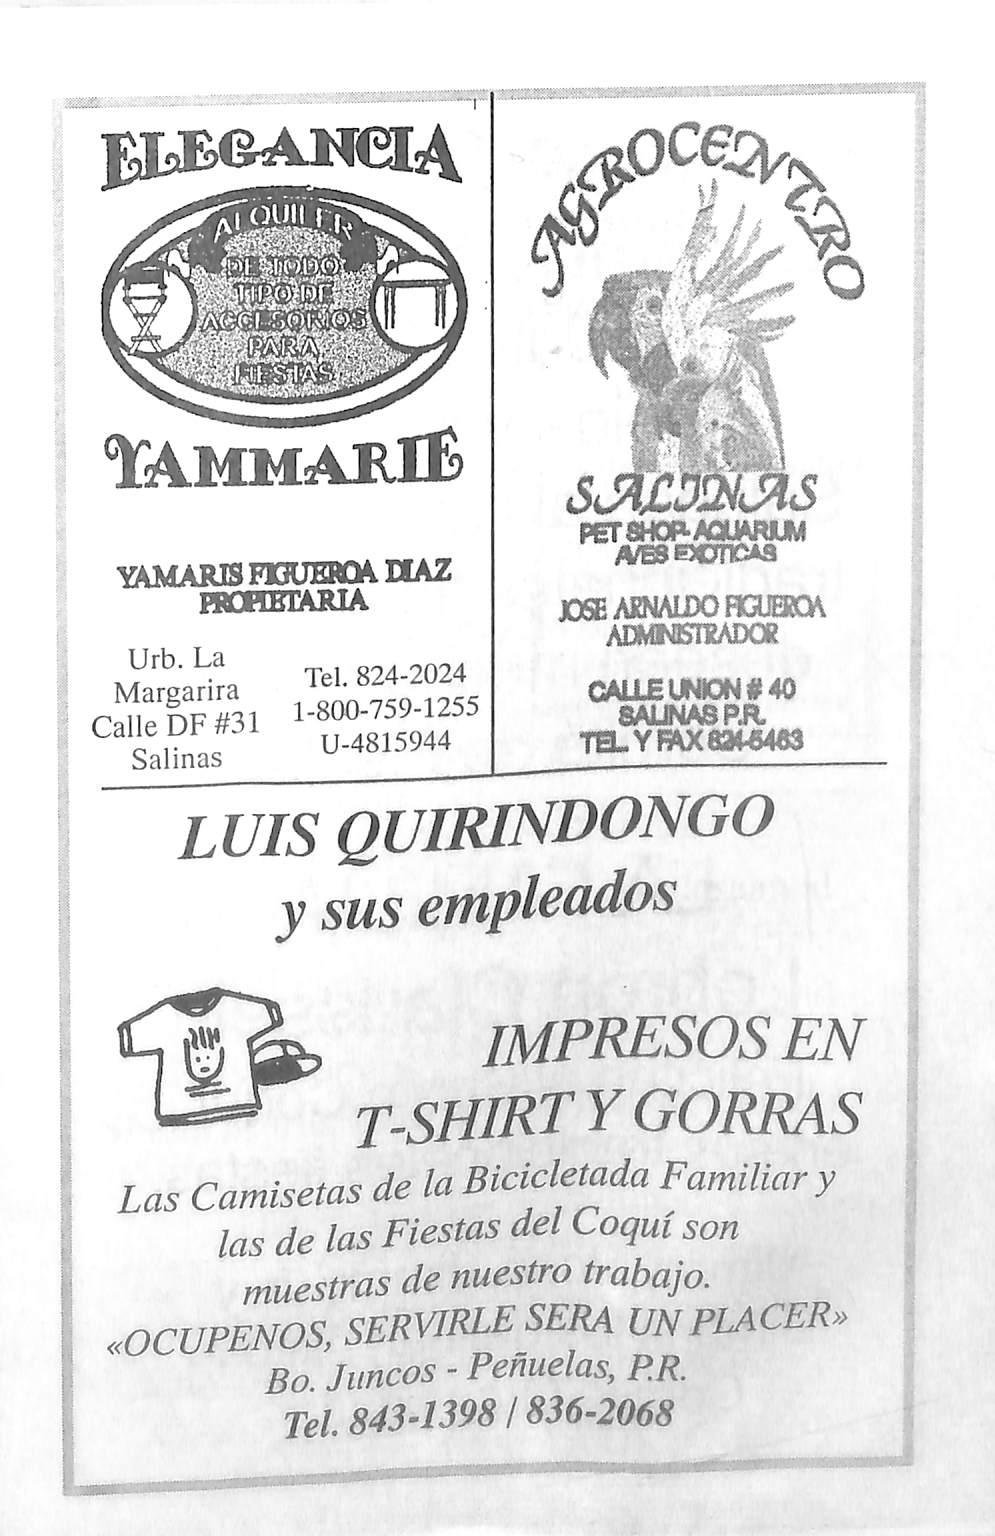 ELEGANCIA
ALQUILER
DE TODO
TIPO DE
ACCESORIOS
PARA
FIESTAS
YAMMARIE
YAMARIS FIGUEROA DIAZ
PROPIETARIA
Urb. La
Margarira
Calle DF #31
Salinas
Tel. 824-2024
1-800-759-1255
U-4815944
AGROCENTRO
SALINAS
PET SHOP- AQUARIUM
AVES EXOTICAS
JOSE ARNALDO FIGUEROA
ADMINISTRADOR
CALLE UNION # 40
SALINAS P.R.
TEL. Y FAX 824-5463
LUIS QUIRINDONGO
y sus empleados
IMPRESOS EN
T-SHIRT Y GORRAS
Las Camisetas de la Bicicletada Familiar y
las de las Fiestas del Coquí son
muestras de nuestro trabajo.
«OCUPENOS, SERVIRLE SERA UN PLACER»
Bo. Juncos - Peñuelas, P.R.
Tel. 843-1398 / 836-2068